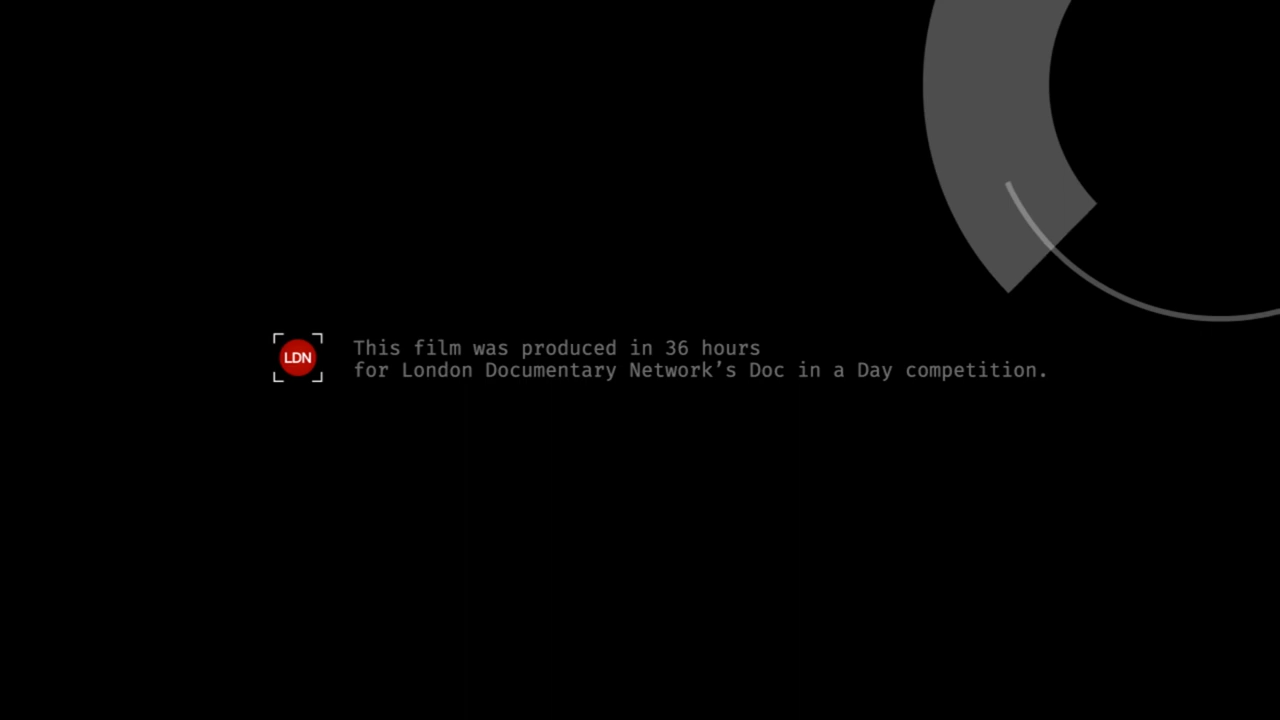 LDN
This film was produced in 36 hours
for London Documentary Network’s Doc in a Day competition.